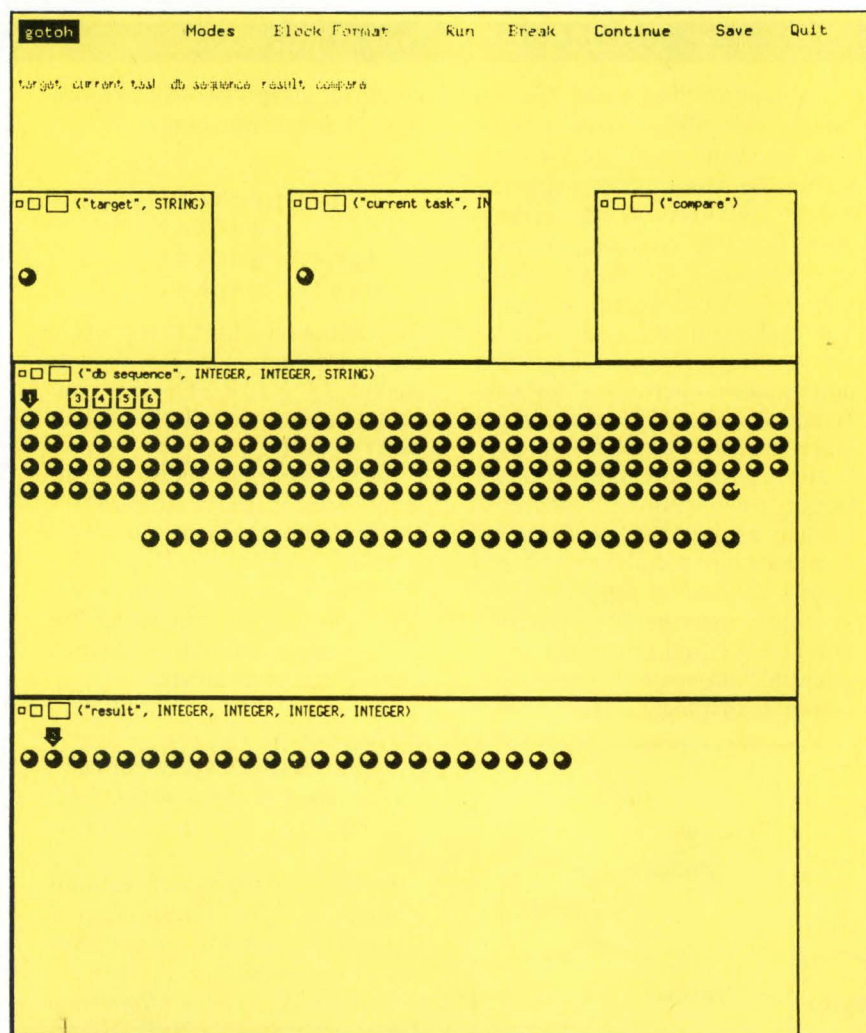 gotoh Modes Block Format Run Break Continue Save Quit
target current task db sequence result compare
("target", STRING) ("current task", IN ("compare")
("db sequence", INTEGER, INTEGER, STRING)
1 3 4 5 6
("result", INTEGER, INTEGER, INTEGER, INTEGER)